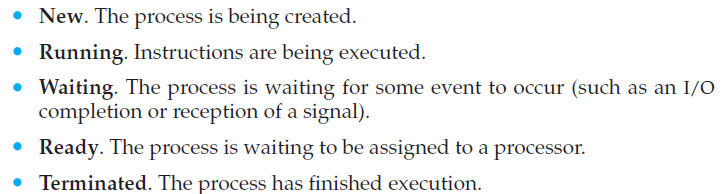 • New. The process is being created.
• Running. Instructions are being executed.
• Waiting. The process is waiting for some event to occur (such as an I/O
completion or reception of a signal).
• Ready. The process is waiting to be assigned to a processor.
• Terminated. The process has finished execution.